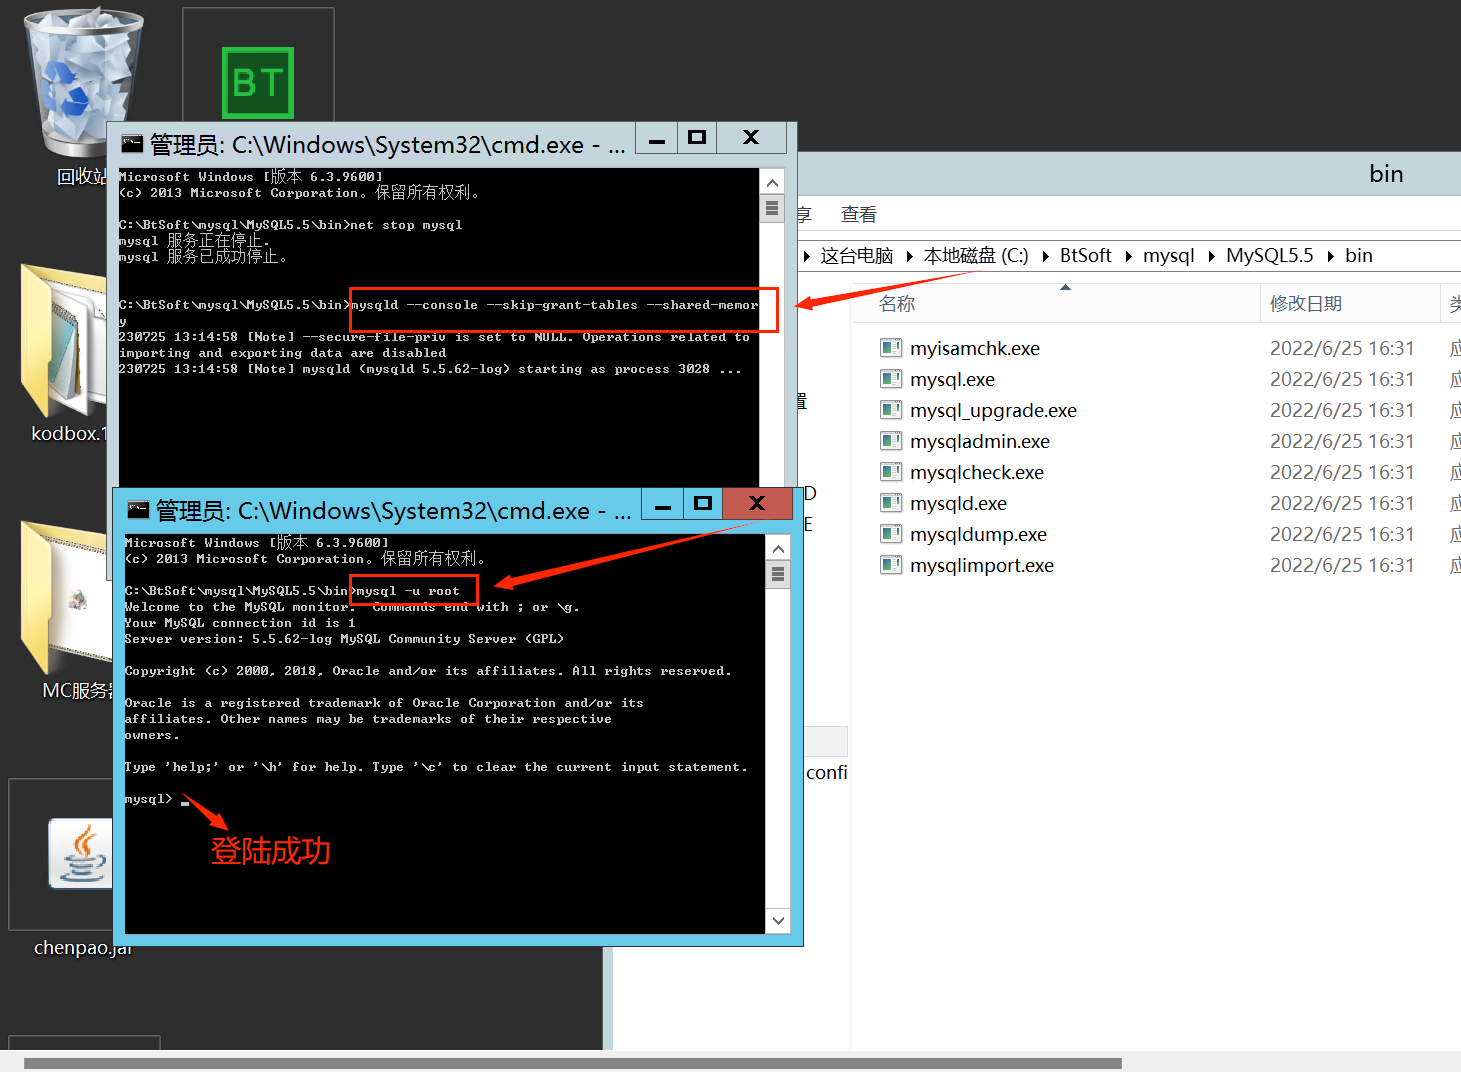 BT
回收站
管理员: C:\Windows\System32\cmd.exe - ...
Microsoft Windows [版本 6.3.9600]
(c) 2013 Microsoft Corporation。保留所有权利。
C:\BtSoft\mysql\MySQL5.5\bin>net stop mysql
mysql 服务正在停止.
mysql 服务已成功停止。
C:\BtSoft\mysql\MySQL5.5\bin>mysqld --console --skip-grant-tables --shared-memor
y
230725 13:14:58 [Note] --secure-file-priv is set to NULL. Operations related to
importing and exporting data are disabled
230725 13:14:58 [Note] mysqld (mysqld 5.5.62-log) starting as process 3028 ...
kodbox.1
管理员: C:\Windows\System32\cmd.exe - ...
Microsoft Windows [版本 6.3.9600]
(c) 2013 Microsoft Corporation。保留所有权利。
C:\BtSoft\mysql\MySQL5.5\bin>mysql -u root
Welcome to the MySQL monitor.  Commands end with ; or \g.
Your MySQL connection id is 1
Server version: 5.5.62-log MySQL Community Server (GPL)
Copyright (c) 2000, 2018, Oracle and/or its affiliates. All rights reserved.
Oracle is a registered trademark of Oracle Corporation and/or its
affiliates. Other names may be trademarks of their respective
owners.
Type 'help;' or '\h' for help. Type '\c' to clear the current input statement.
mysql>
登陆成功
MC服务器
chenpao.jar
bin
享 查看
这台电脑 本地磁盘 (C:) BtSoft mysql MySQL5.5 bin
名称 修改日期 类
myisamchk.exe 2022/6/25 16:31 应
mysql.exe 2022/6/25 16:31 应
mysql_upgrade.exe 2022/6/25 16:31 应
mysqladmin.exe 2022/6/25 16:31 应
mysqlcheck.exe 2022/6/25 16:31 应
mysqld.exe 2022/6/25 16:31 应
mysqldump.exe 2022/6/25 16:31 应
mysqlimport.exe 2022/6/25 16:31 应
置
D
E
confi